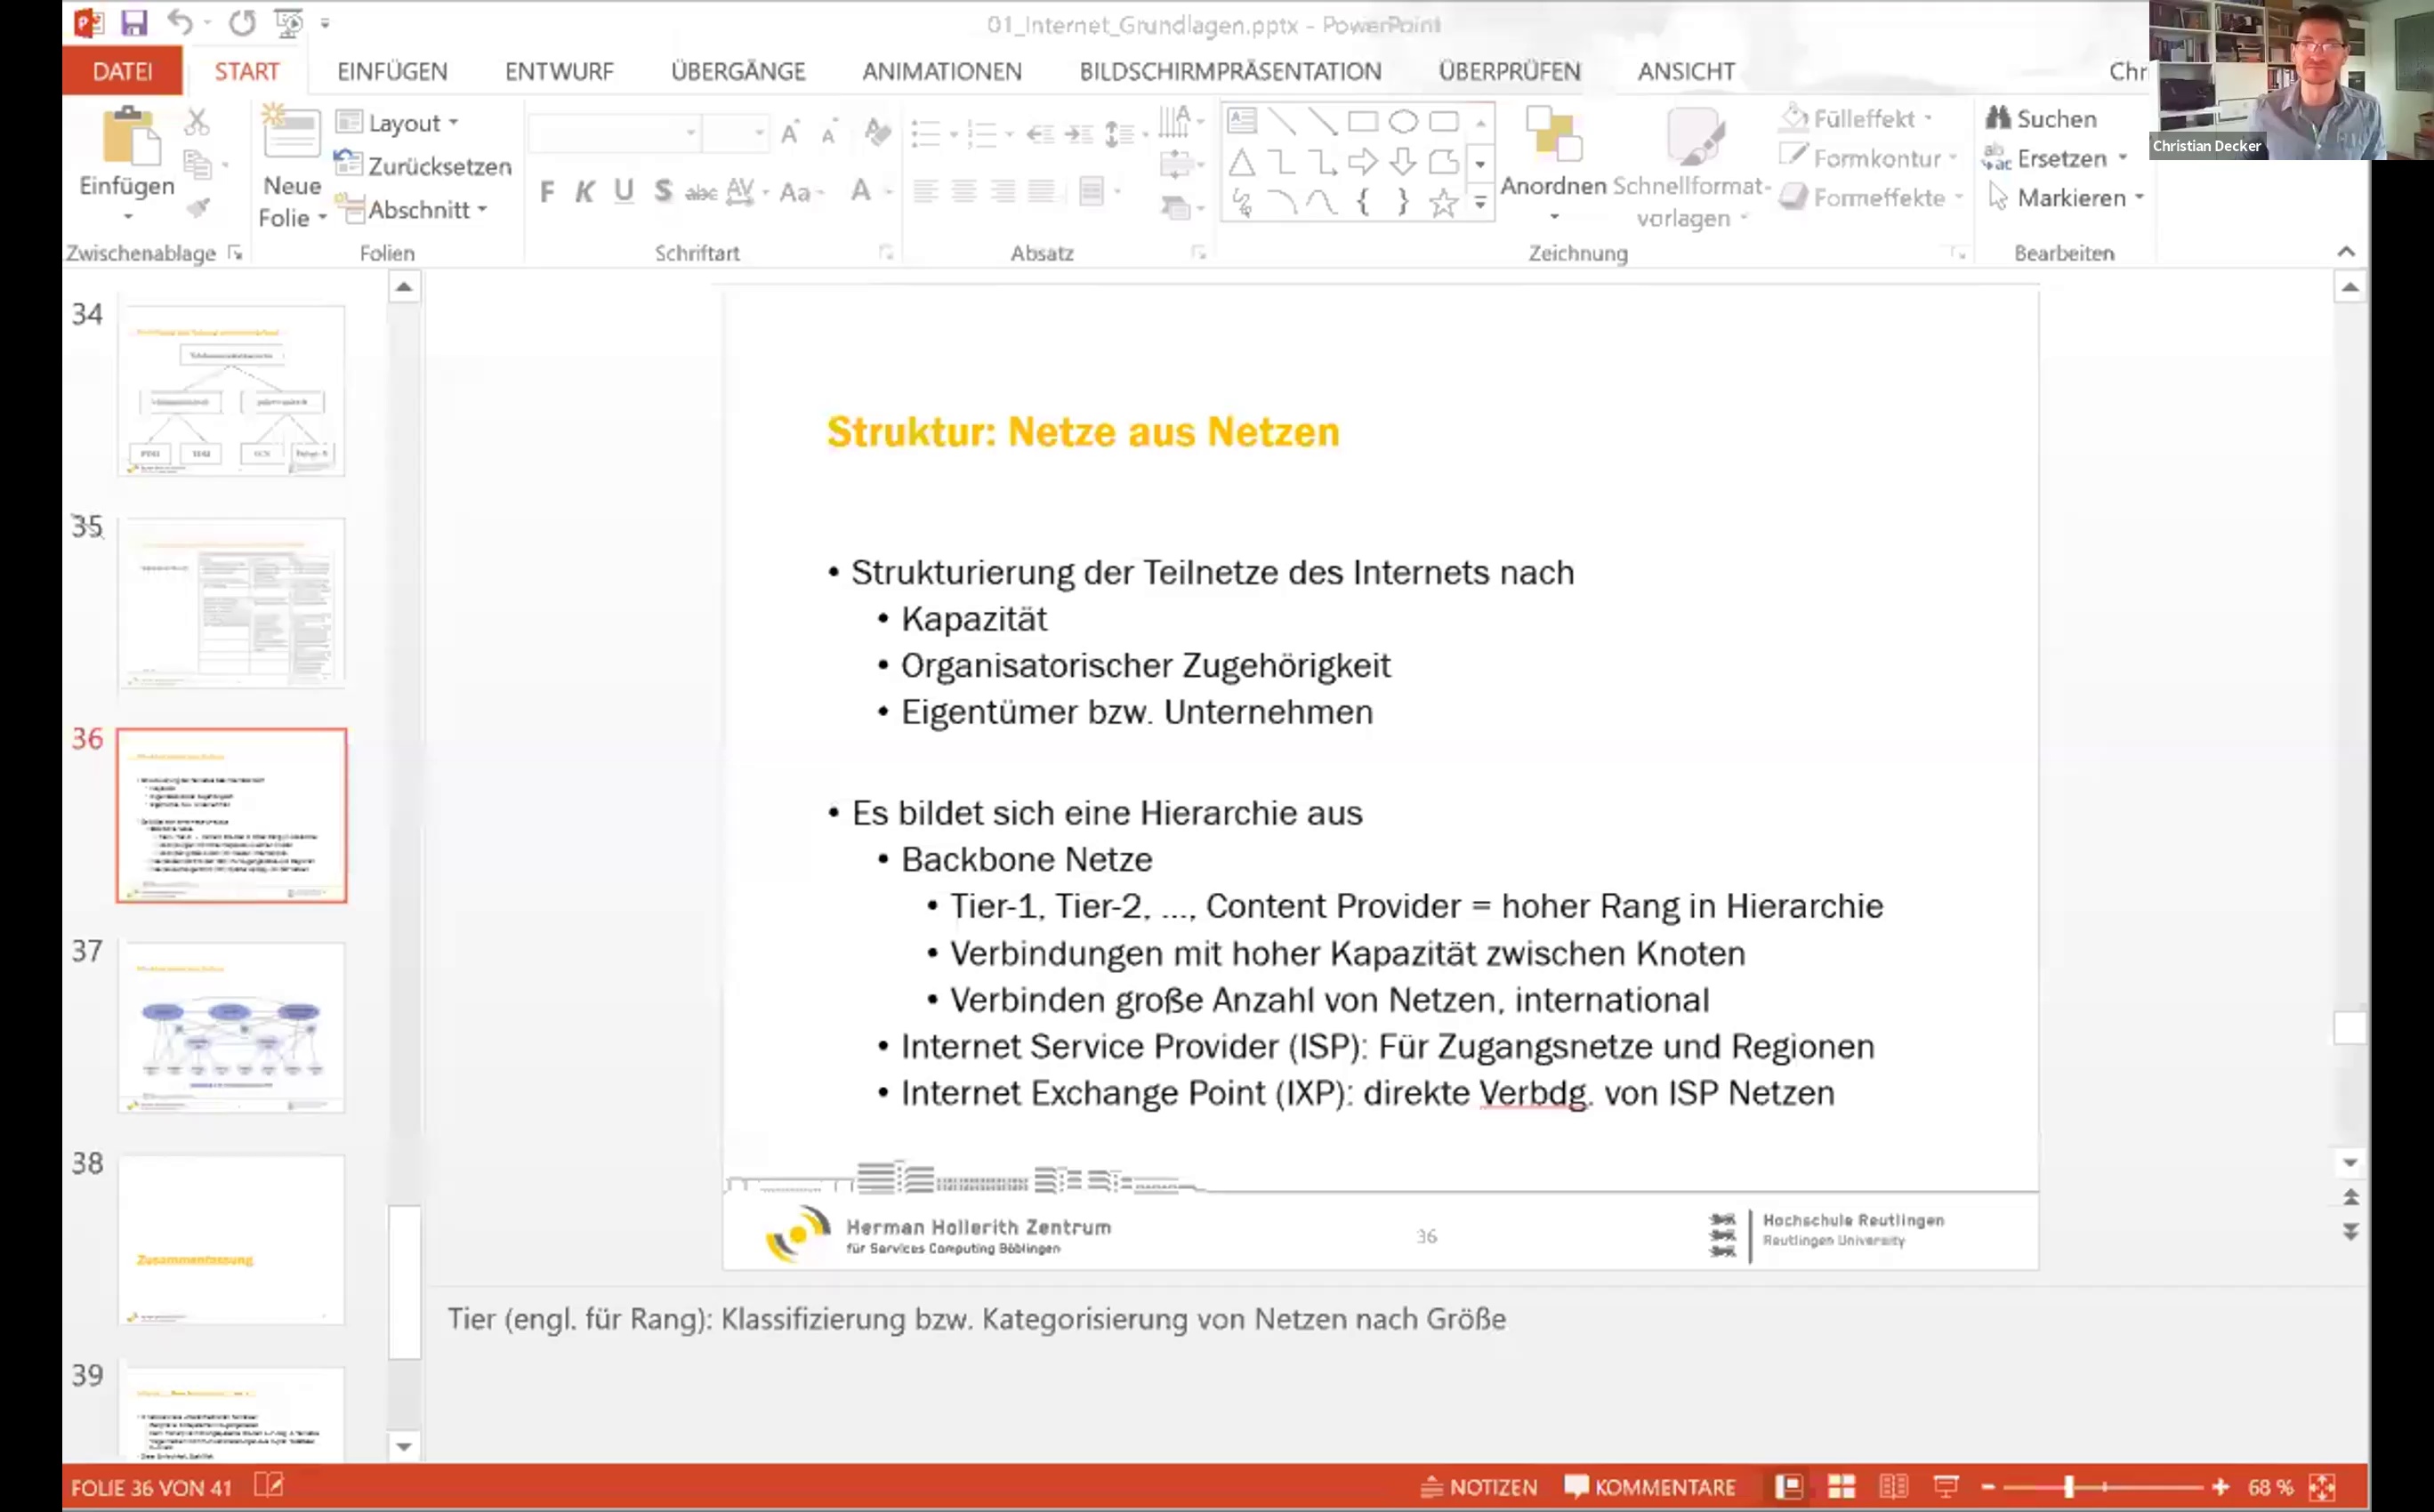 01_Internet_Grundlagen.pptx - PowerPoint
DATEI START EINFÜGEN ENTWURF ÜBERGÄNGE ANIMATIONEN BILDSCHIRMPRÄSENTATION ÜBERPRÜFEN ANSICHT Chr
Christian Decker
Einfügen
Zwischenablage
Neue
Folie
Layout
Zurücksetzen
Abschnitt
Folien
F K U S abc AV Aa A
Schriftart
Absatz
Anordnen
Schnellformat-
vorlagen
Fülleffekt
Formkontur
Formeffekte
Zeichnung
Suchen
Ersetzen
Markieren
Bearbeiten
34
35
36
37
38
Zusammenfassung
39
Struktur: Netze aus Netzen
• Strukturierung der Teilnetze des Internets nach
• Kapazität
• Organisatorischer Zugehörigkeit
• Eigentümer bzw. Unternehmen
• Es bildet sich eine Hierarchie aus
• Backbone Netze
• Tier-1, Tier-2, ..., Content Provider = hoher Rang in Hierarchie
• Verbindungen mit hoher Kapazität zwischen Knoten
• Verbinden große Anzahl von Netzen, international
• Internet Service Provider (ISP): Für Zugangsnetze und Regionen
• Internet Exchange Point (IXP): direkte Verbdg. von ISP Netzen
Herman Hollerith Zentrum
für Services Computing Böblingen
36
Hochschule Reutlingen
Reutlingen University
Tier (engl. für Rang): Klassifizierung bzw. Kategorisierung von Netzen nach Größe
FOLIE 36 VON 41
NOTIZEN KOMMENTARE 68 %